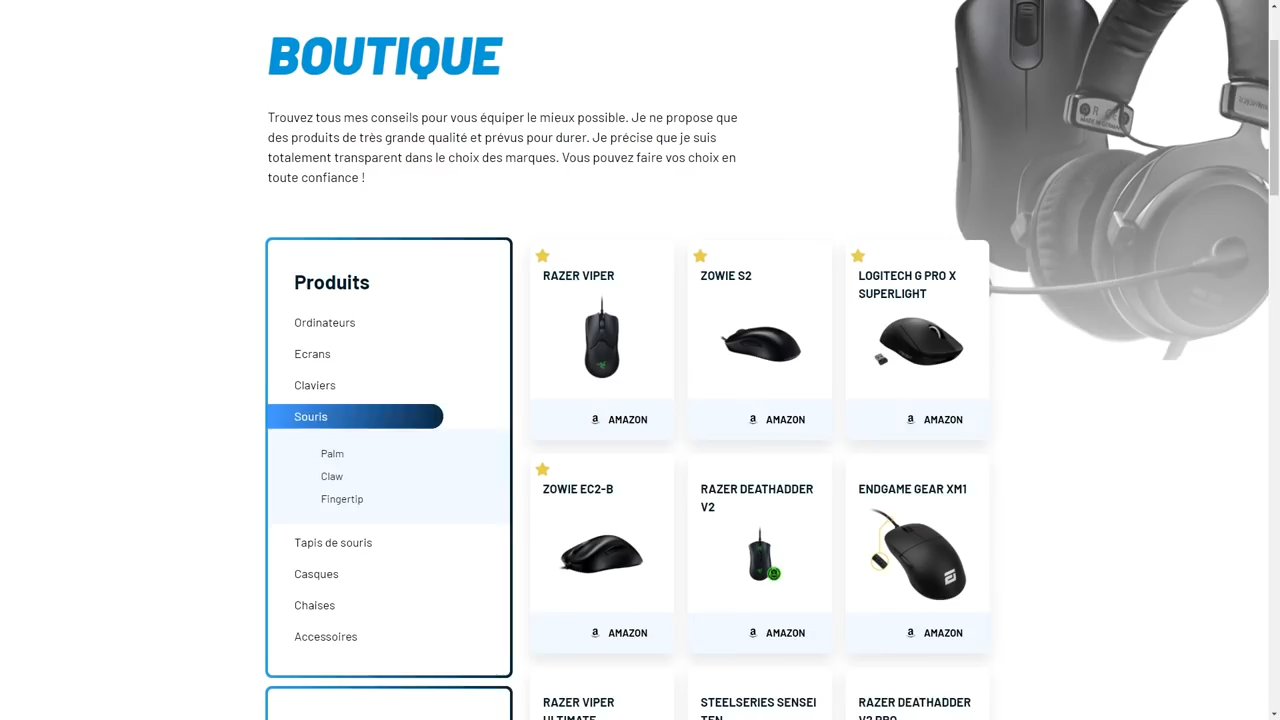 BOUTIQUE
Trouvez tous mes conseils pour vous équiper le mieux possible. Je ne propose que
des produits de très grande qualité et prévus pour durer. Je précise que je suis
totalement transparent dans le choix des marques. Vous pouvez faire vos choix en
toute confiance !
Produits
Ordinateurs
Ecrans
Claviers
Souris
Palm
Claw
Fingertip
Tapis de souris
Casques
Chaises
Accessoires
RAZER VIPER
AMAZON
ZOWIE S2
AMAZON
LOGITECH G PRO X
SUPERLIGHT
AMAZON
ZOWIE EC2-B
AMAZON
RAZER DEATHADDER
V2
AMAZON
ENDGAME GEAR XM1
AMAZON
RAZER VIPER
ULTIMATE
STEELSERIES SENSEI
TEN
RAZER DEATHADDER
V2 PRO